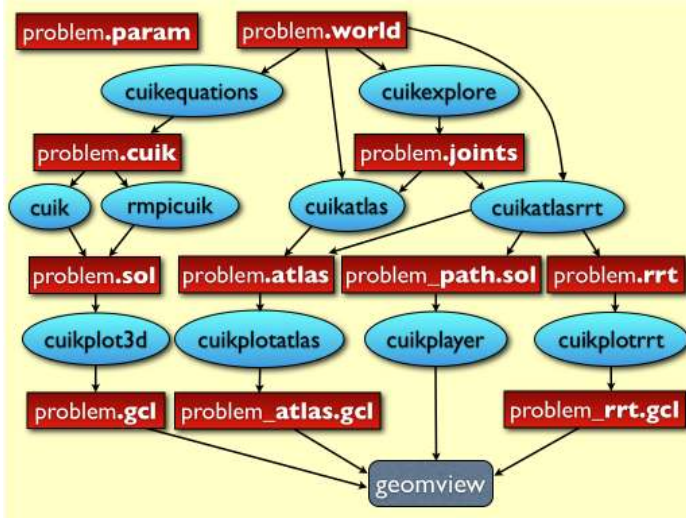 problem.param
problem.world
cuikequations
cuikexplore
problem.cuik
problem.joints
cuik
rmpicuik
cuikatlas
cuikatlasrrt
problem.sol
problem.atlas
problem_path.sol
problem.rrt
cuikplot3d
cuikplotatlas
cuikplayer
cuikplotrrt
problem.gcl
problem_atlas.gcl
problem_rrt.gcl
geomview